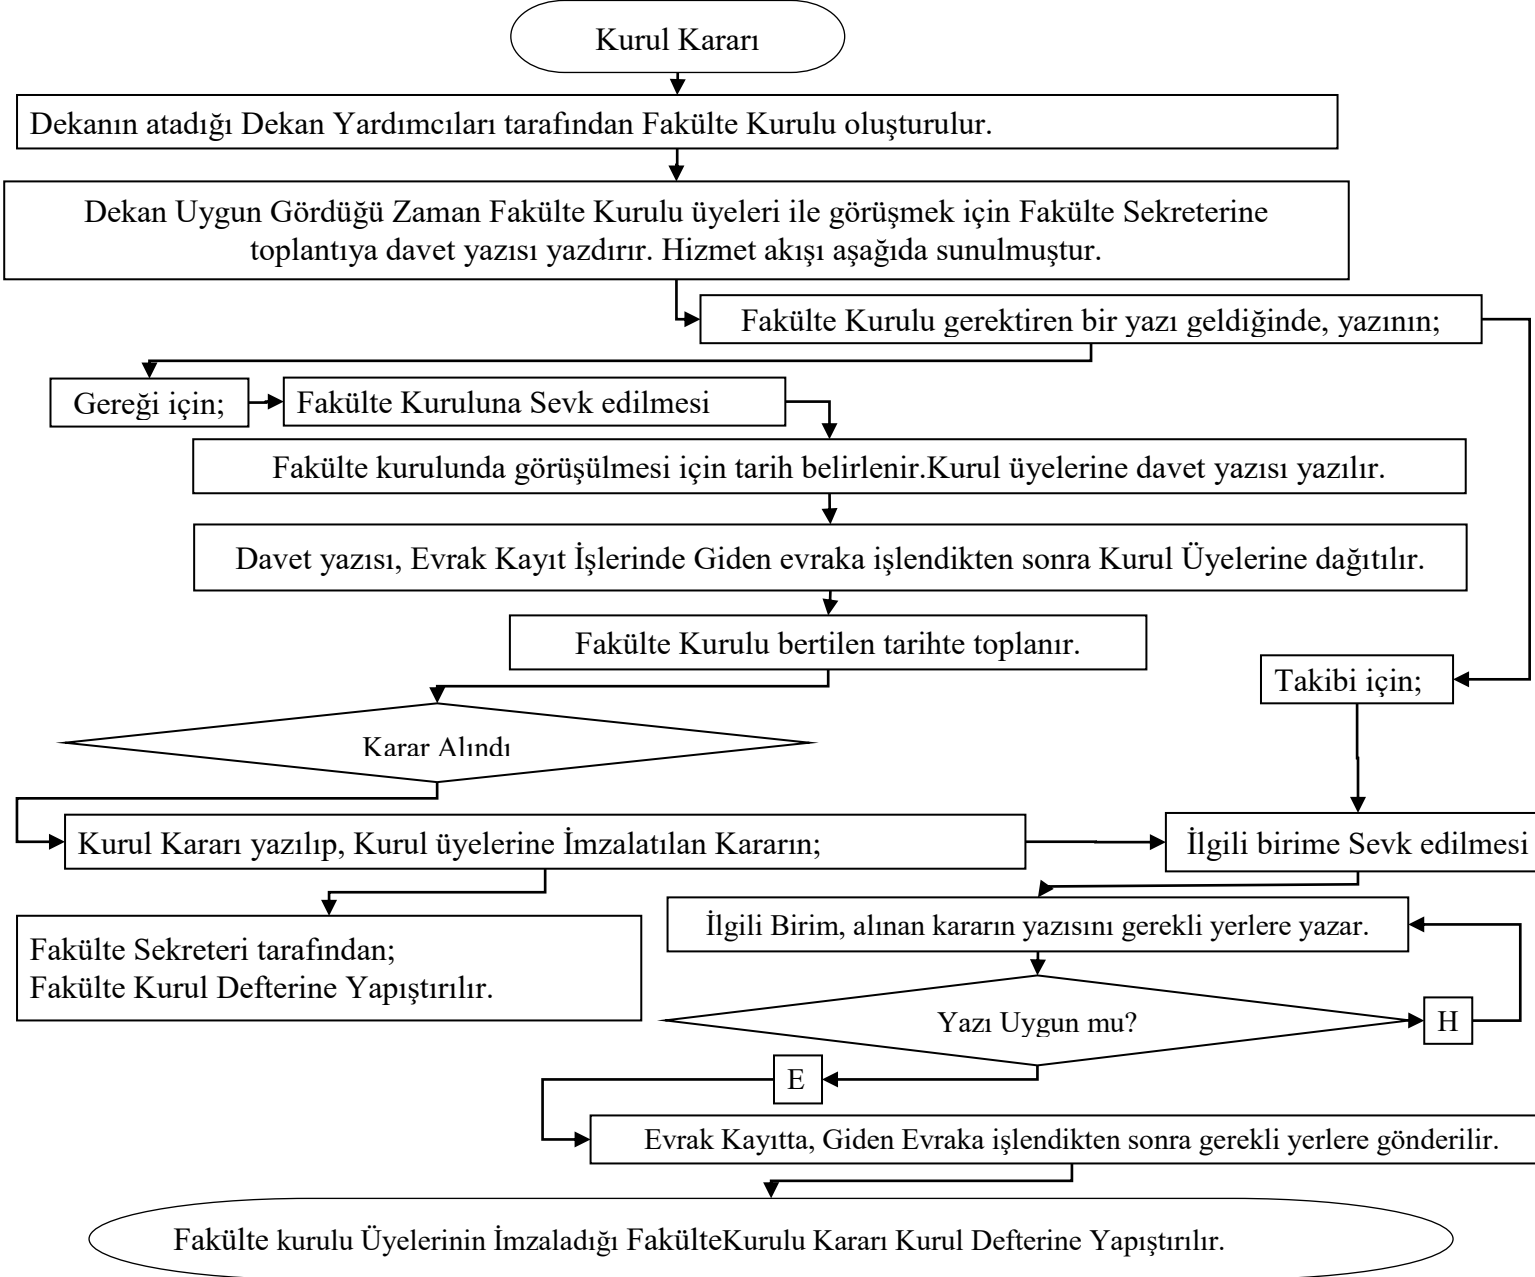 Kurul Kararı
Dekanın atadığı Dekan Yardımcıları tarafından Fakülte Kurulu oluşturulur.
Dekan Uygun Gördüğü Zaman Fakülte Kurulu üyeleri ile görüşmek için Fakülte Sekreterine
toplantıya davet yazısı yazdırır. Hizmet akışı aşağıda sunulmuştur.
Fakülte Kurulu gerektiren bir yazı geldiğinde, yazının;
Gereği için;
Fakülte Kuruluna Sevk edilmesi
Fakülte kurulunda görüşülmesi için tarih belirlenir.Kurul üyelerine davet yazısı yazılır.
Davet yazısı, Evrak Kayıt İşlerinde Giden evraka işlendikten sonra Kurul Üyelerine dağıtılır.
Fakülte Kurulu bertilen tarihte toplanır.
Takibi için;
Karar Alındı
Kurul Kararı yazılıp, Kurul üyelerine İmzalatılan Kararın;
İlgili birime Sevk edilmesi
İlgili Birim, alınan kararın yazısını gerekli yerlere yazar.
Fakülte Sekreteri tarafından;
Fakülte Kurul Defterine Yapıştırılır.
Yazı Uygun mu?
H
E
Evrak Kayıtta, Giden Evraka işlendikten sonra gerekli yerlere gönderilir.
Fakülte kurulu Üyelerinin İmzaladığı FakülteKurulu Kararı Kurul Defterine Yapıştırılır.